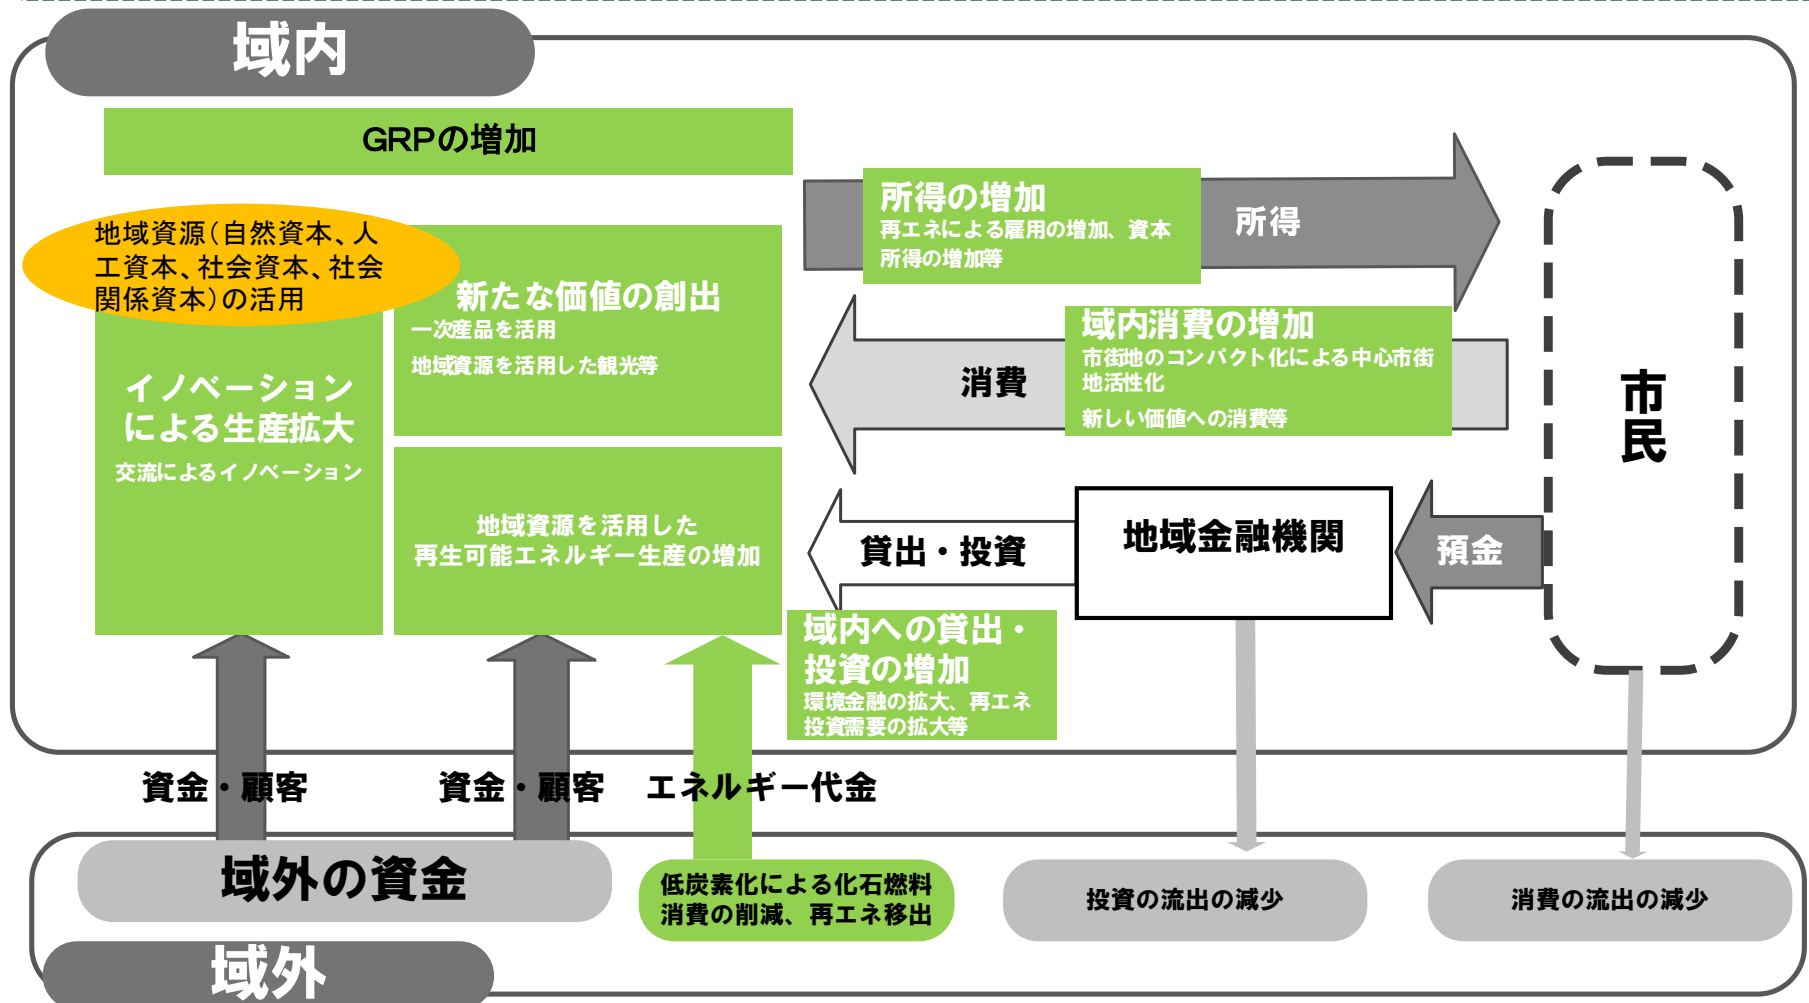 域内
GRPの増加
地域資源(自然資本、人
工資本、社会資本、社会
関係資本)の活用
イノベーション
による生産拡大
交流によるイノベーション
新たな価値の創出
一次産品を活用
地域資源を活用した観光等
地域資源を活用した
再生可能エネルギー生産の増加
所得の増加
再エネによる雇用の増加、資本
所得の増加等
所得
消費
域内消費の増加
市街地のコンパクト化による中心市街
地活性化
新しい価値への消費等
市民
貸出・投資
地域金融機関
預金
域内への貸出・
投資の増加
環境金融の拡大、再エネ
投資需要の拡大等
資金・顧客
資金・顧客
エネルギー代金
域外の資金
低炭素化による化石燃料
消費の削減、再エネ移出
投資の流出の減少
消費の流出の減少
域外